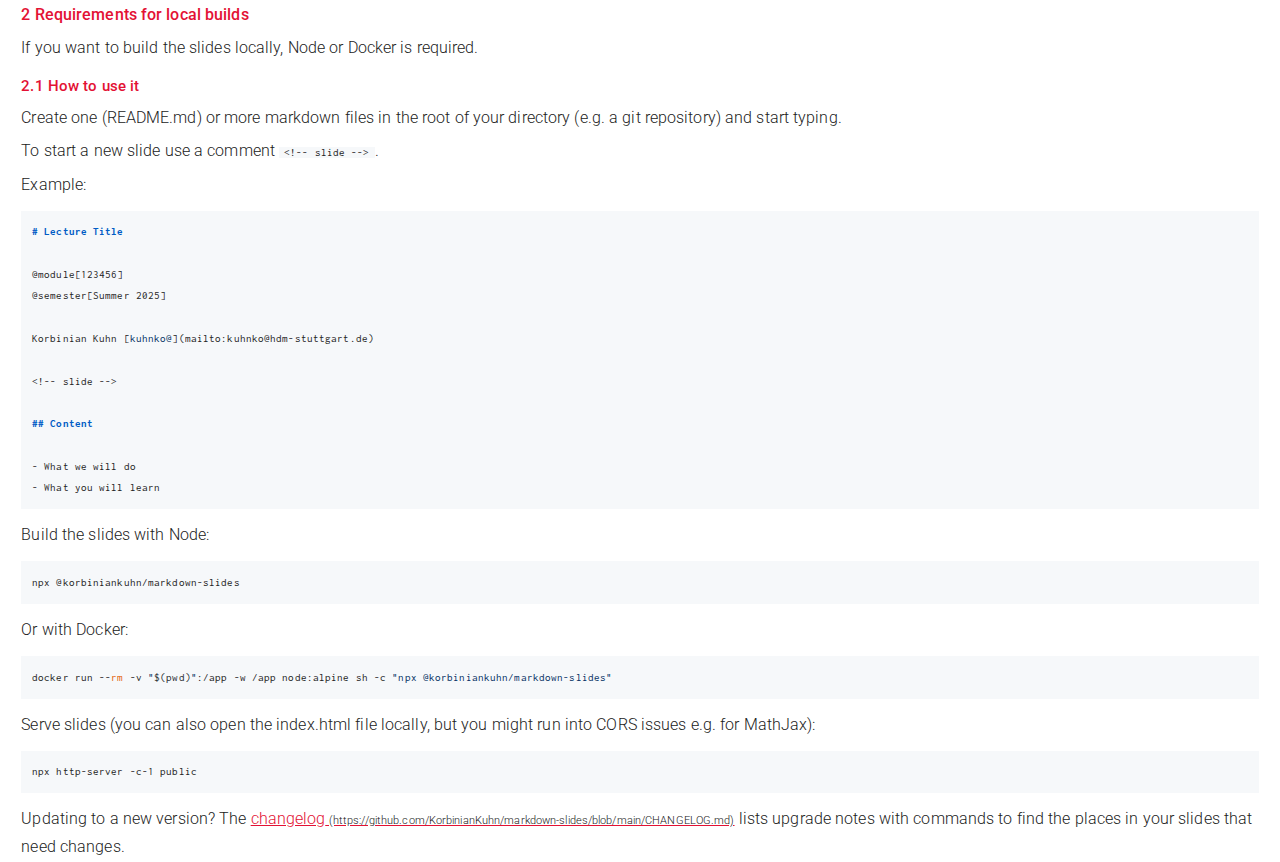 2 Requirements for local builds
If you want to build the slides locally, Node or Docker is required.
2.1 How to use it
Create one (README.md) or more markdown files in the root of your directory (e.g. a git repository) and start typing.
To start a new slide use a comment <!-- slide --> .
Example:
# Lecture Title
@module[123456]
@semester[Summer 2025]
Korbinian Kuhn [kuhnko@](mailto:kuhnko@hdm-stuttgart.de)
<!-- slide -->
## Content
- What we will do
- What you will learn
Build the slides with Node:
npx @korbiniankuhn/markdown-slides
Or with Docker:
docker run --rm -v "$(pwd)":/app -w /app node:alpine sh -c "npx @korbiniankuhn/markdown-slides"
Serve slides (you can also open the index.html file locally, but you might run into CORS issues e.g. for MathJax):
npx http-server -c-1 public
Updating to a new version? The changelog (https://github.com/KorbinianKuhn/markdown-slides/blob/main/CHANGELOG.md) lists upgrade notes with commands to find the places in your slides that
need changes.